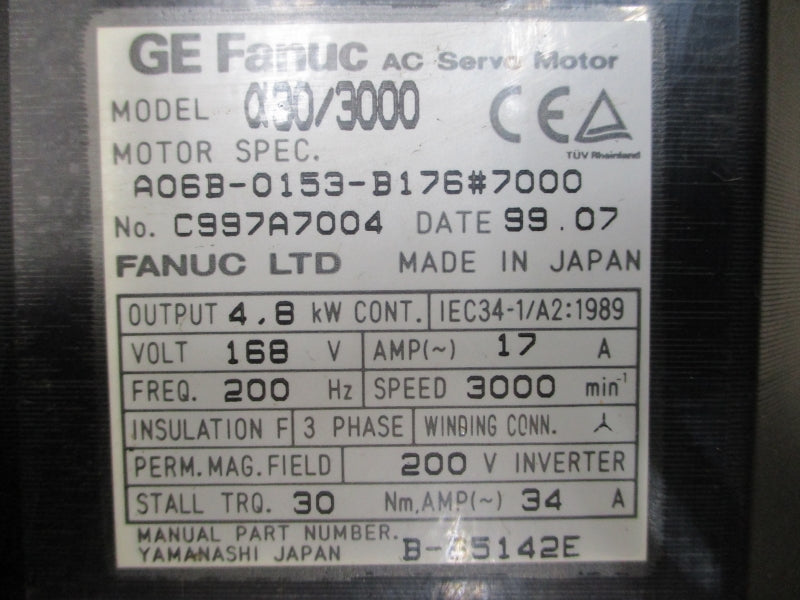 GE Fanuc AC Servo Motor
MODEL α30/3000
CE
TÜV Rheinland
MOTOR SPEC.
A06B-0153-B176#7000
No. C997A7004 DATE 99.07
FANUC LTD MADE IN JAPAN
OUTPUT 4.8 kW CONT. IEC34-1/A2:1989
VOLT 168 V AMP(~) 17 A
FREQ. 200 Hz SPEED 3000 min⁻¹
INSULATION F 3 PHASE WINDING CONN. ⅄
PERM.MAG.FIELD 200 V INVERTER
STALL TRQ. 30 Nm,AMP(~) 34 A
MANUAL PART NUMBER.
YAMANASHI JAPAN B-65142E